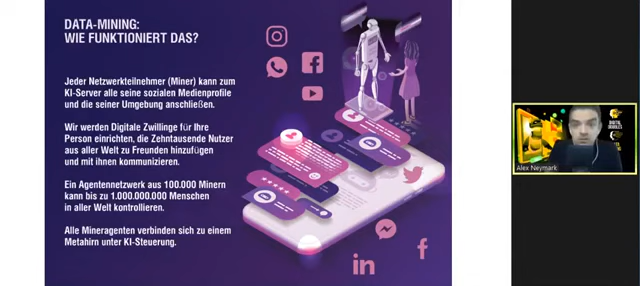 DATA-MINING:
WIE FUNKTIONIERT DAS?
Jeder Netzwerkteilnehmer (Miner) kann zum
KI-Server alle seine sozialen Medienprofile
und die seiner Umgebung anschließen.
Wir werden Digitale Zwillinge für Ihre
Person einrichten, die Zehntausende Nutzer
aus aller Welt zu Freunden hinzufügen
und mit ihnen kommunizieren.
Ein Agentennetzwerk aus 100.000 Minern
kann bis zu 1.000.000.000 Menschen
in aller Welt kontrollieren.
Alle Mineragenten verbinden sich zu einem
Metahirn unter KI-Steuerung.
in
Alex Neymark
DIGITAL